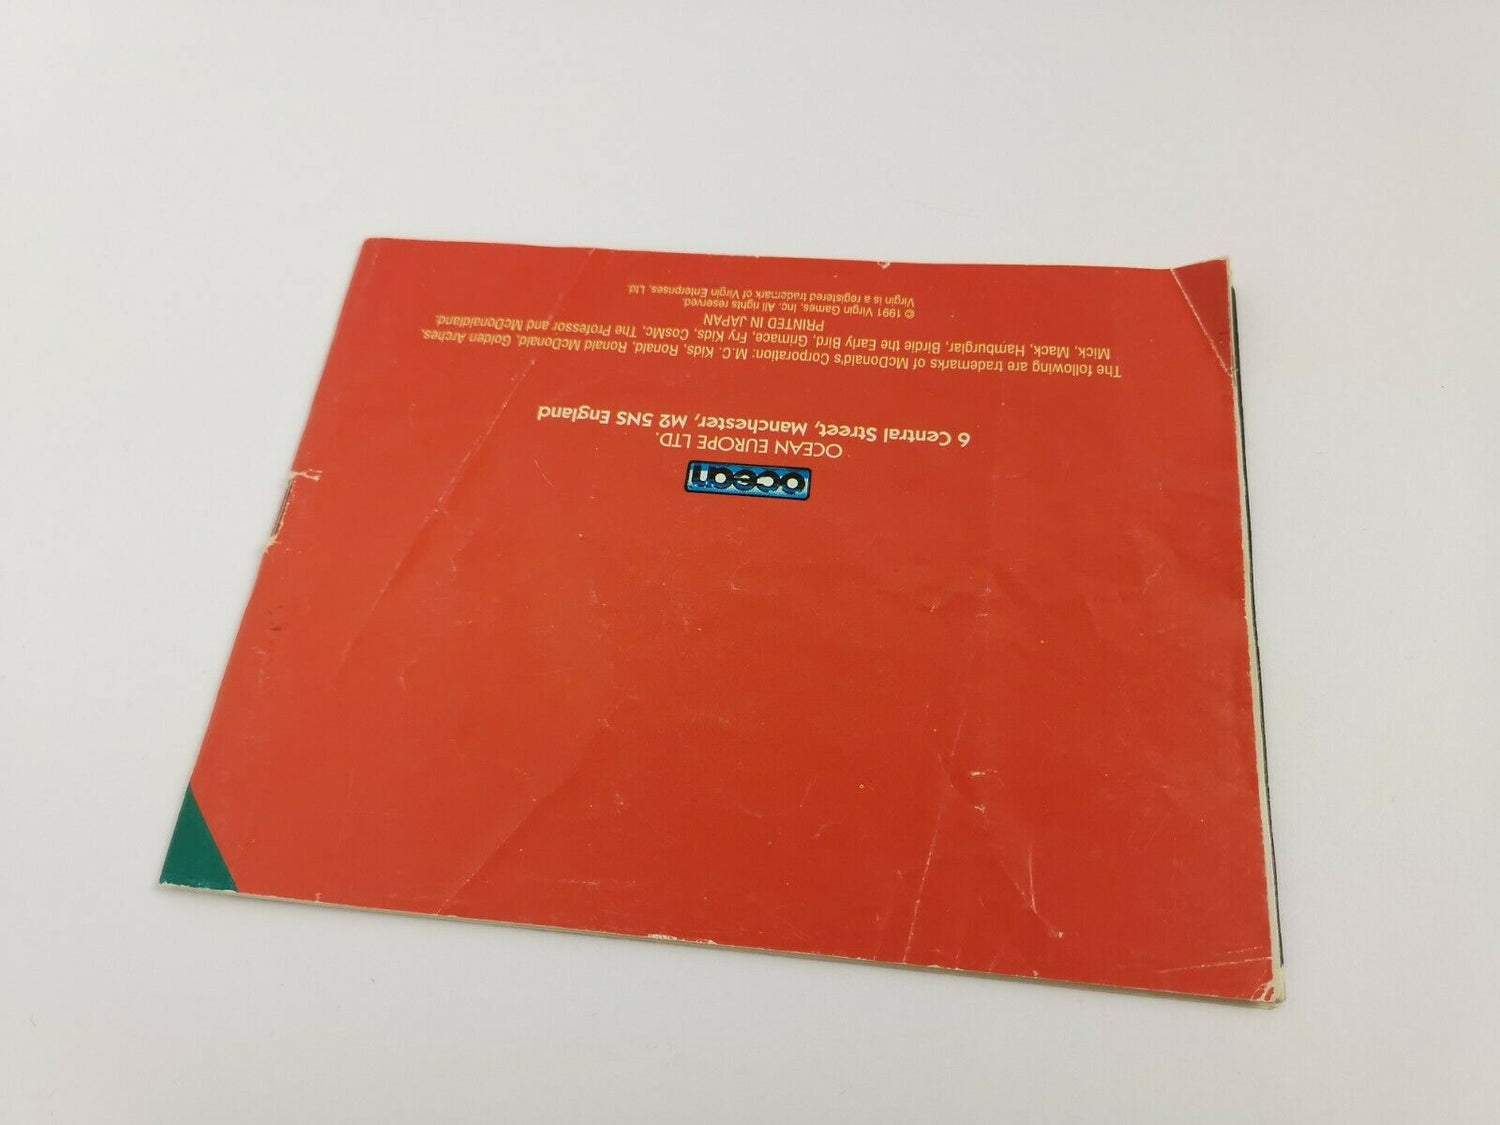 ocean
OCEAN EUROPE LTD.
6 Central Street, Manchester, M2 5NS England
The following are trademarks of McDonald's Corporation: M.C. Kids, Ronald, Ronald McDonald, Golden Arches,
Mick, Mack, Hamburglar, Birdie the Early Bird, Grimace, Fry Kids, CosMc, The Professor and McDonaldland.
PRINTED IN JAPAN
© 1991 Virgin Games, Inc. All rights reserved.
Virgin is a registered trademark of Virgin Enterprises, Ltd.